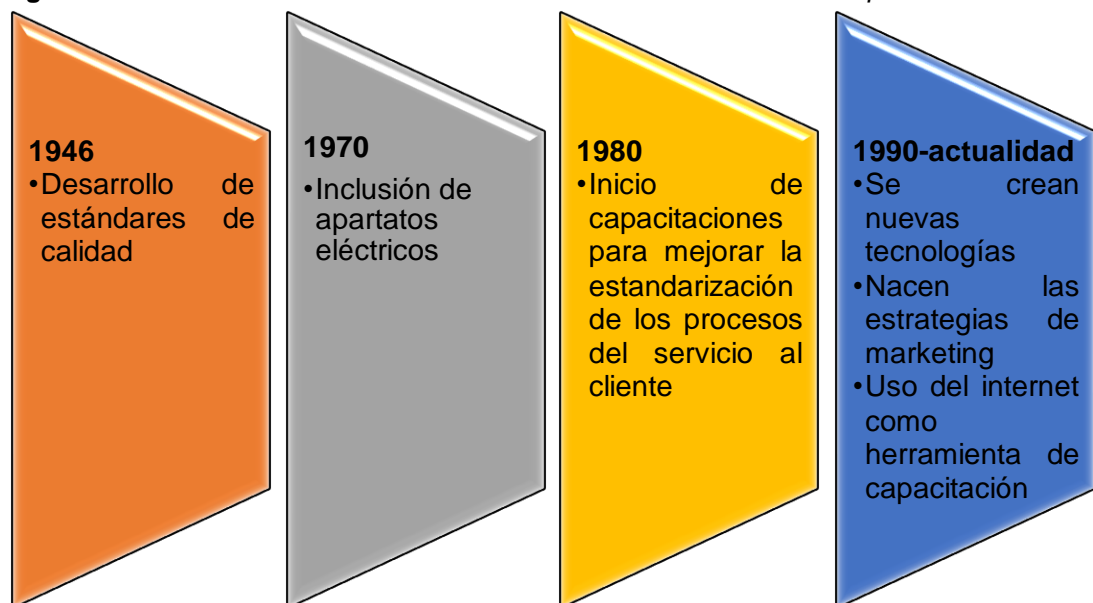 1946
•Desarrollo de
estándares de
calidad
1970
•Inclusión de
apartatos
eléctricos
1980
•Inicio de
capacitaciones
para mejorar la
estandarización
de los procesos
del servicio al
cliente
1990-actualidad
•Se crean
nuevas
tecnologías
•Nacen las
estrategias de
marketing
•Uso del internet
como
herramienta de
capacitación